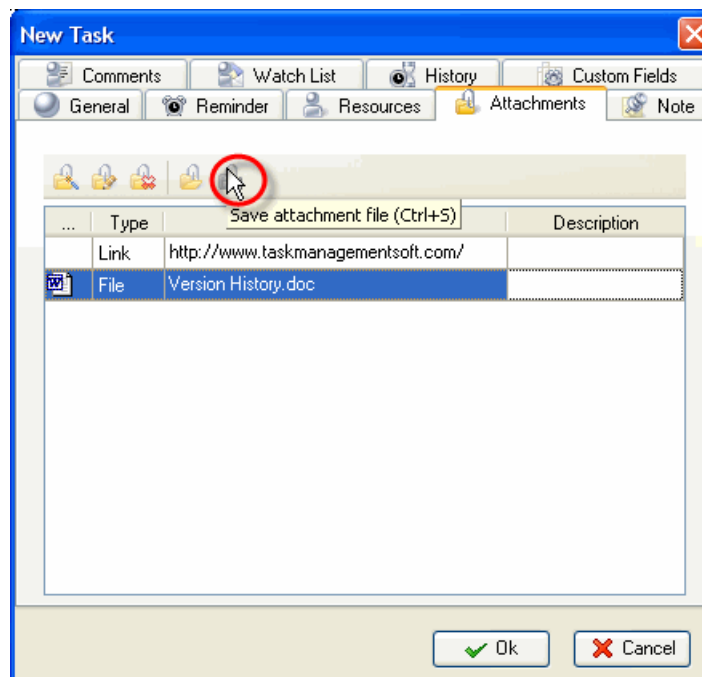 New Task
Comments Watch List History Custom Fields
General Reminder Resources Attachments Note
Save attachment file (Ctrl+S)
... Type Description
Link http://www.taskmanagementsoft.com/
File Version History.doc
Ok Cancel